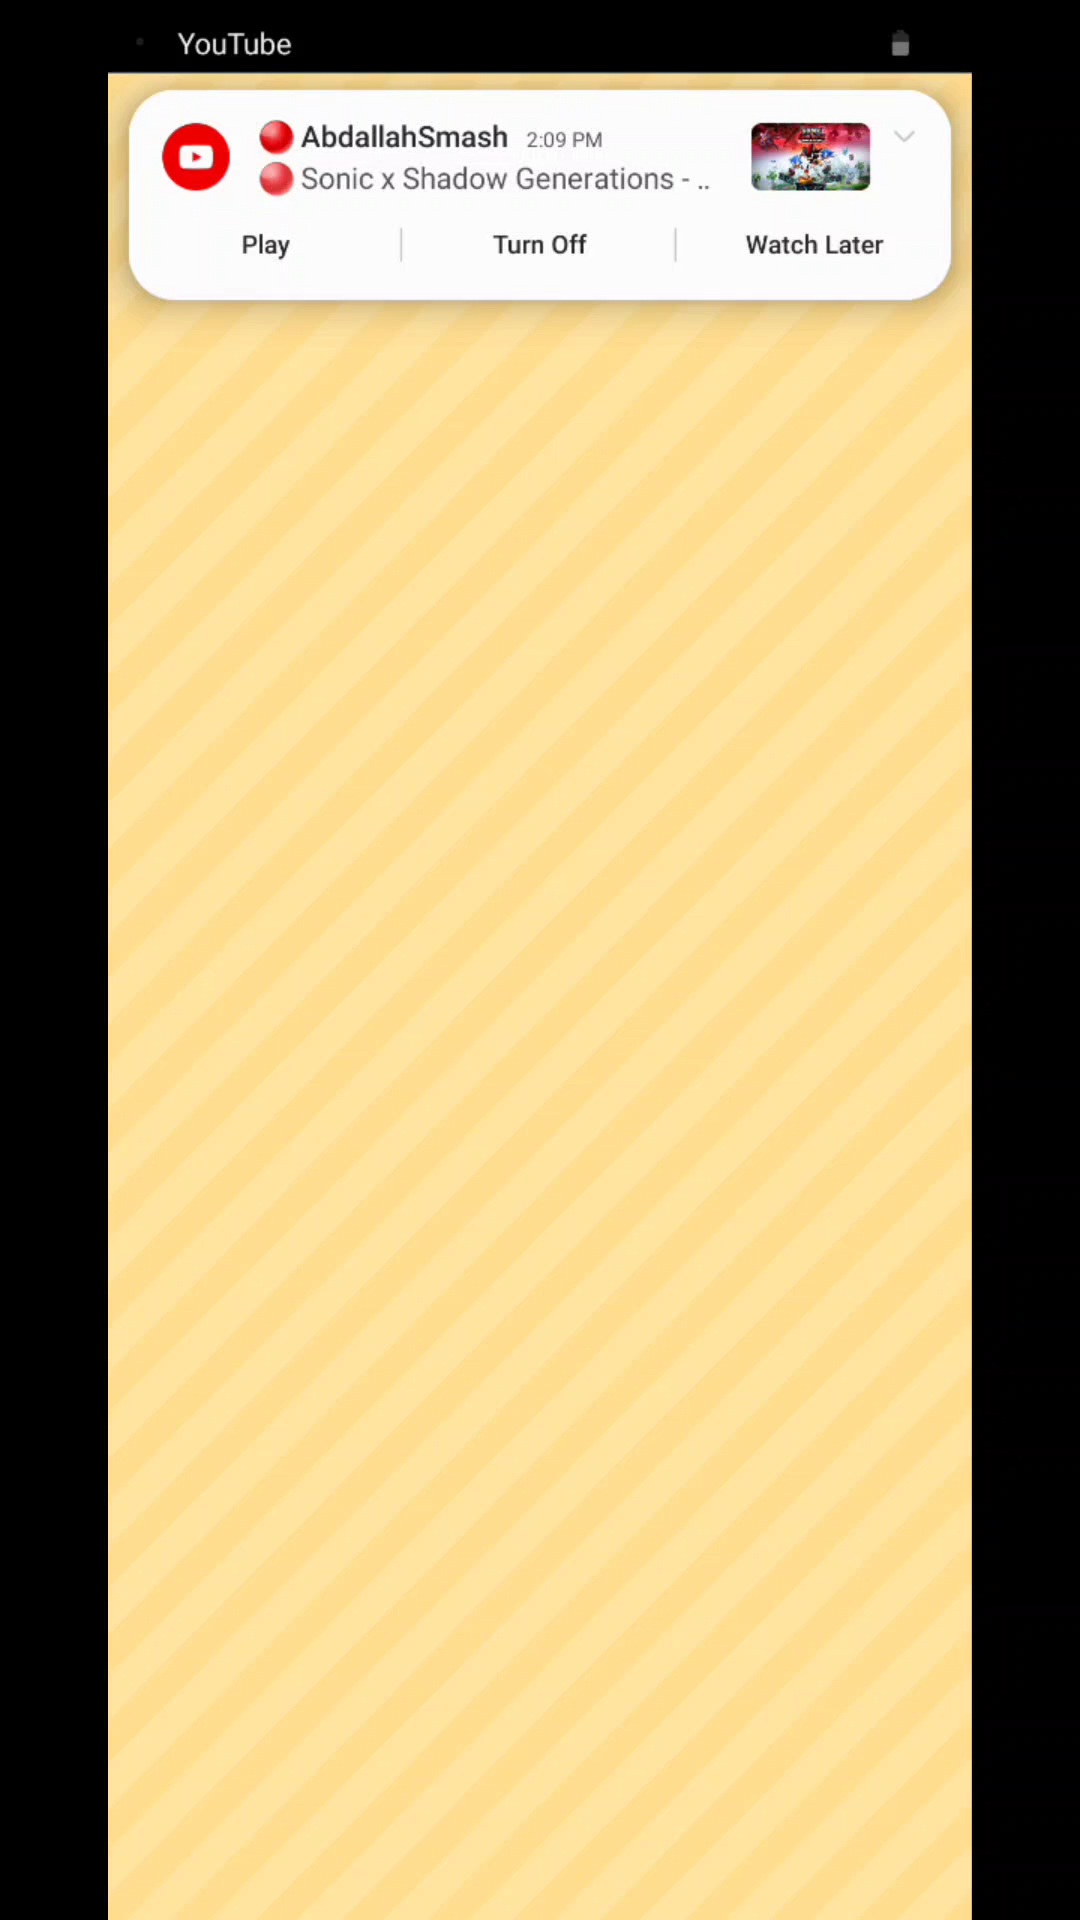 YouTube
🔴 AbdallahSmash 2:09 PM
🔴 Sonic x Shadow Generations - ..
Play
Turn Off
Watch Later